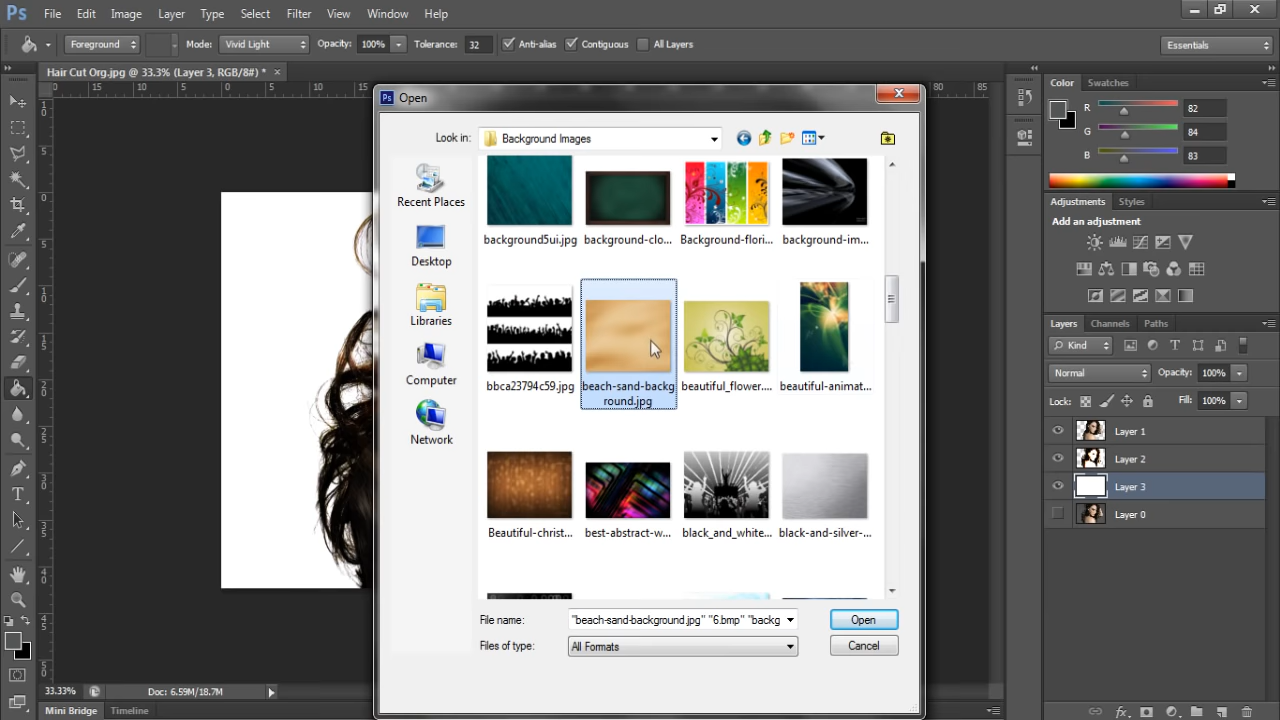 Ps File Edit Image Layer Type Select Filter View Window Help
Foreground Mode: Vivid Light Opacity: 100% Tolerance: 32 Anti-alias Contiguous All Layers Essentials
Hair Cut Org.jpg @ 33.3% (Layer 3, RGB/8#) *
Open
Look in: Background Images
Recent Places
Desktop
Libraries
Computer
Network
background5ui.jpg background-clo... Background-flori... background-im...
bbca23794c59.jpg beach-sand-backg
round.jpg beautiful_flower.... beautiful-animat...
Beautiful-christ... best-abstract-w... black_and_white... black-and-silver-...
File name: "beach-sand-background.jpg" "6.bmp" "backg Open
Files of type: All Formats Cancel
Color Swatches
R 82
G 84
B 83
Adjustments Styles
Add an adjustment
Layers Channels Paths
Kind
Normal Opacity: 100%
Lock: Fill: 100%
Layer 1
Layer 2
Layer 3
Layer 0
33.33% Doc: 6.59M/18.7M
Mini Bridge Timeline